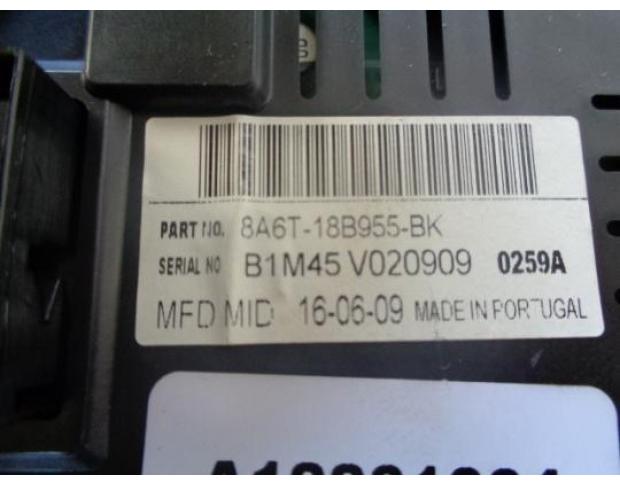 PART NO. 8A6T-18B955-BK
SERIAL NO B1M45 V020909 0259A
MFD MID 16-06-09 MADE IN PORTUGAL